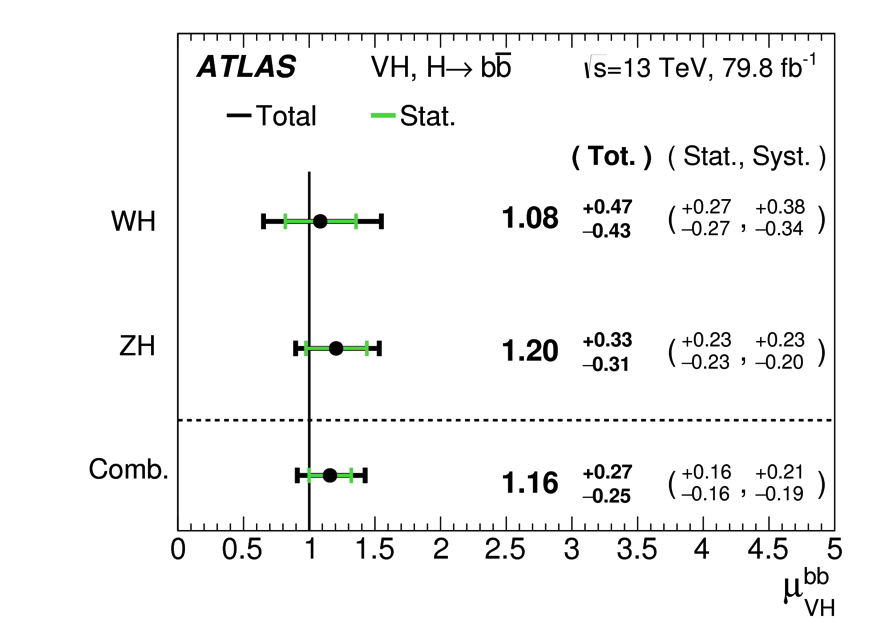 ATLAS VH, H→ bb̅ √s=13 TeV, 79.8 fb⁻¹
Total Stat.
( Tot. ) ( Stat., Syst. )
WH 1.08 +0.47 −0.43 ( +0.27 −0.27 , +0.38 −0.34 )
ZH 1.20 +0.33 −0.31 ( +0.23 −0.23 , +0.23 −0.20 )
Comb. 1.16 +0.27 −0.25 ( +0.16 −0.16 , +0.21 −0.19 )
0 0.5 1 1.5 2 2.5 3 3.5 4 4.5 5
μ bb VH